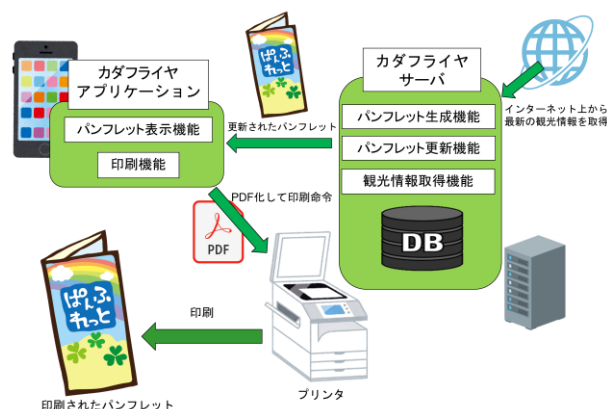 カダフライヤ
アプリケーション
パンフレット表示機能
印刷機能
ぱんふ
れっと
更新されたパンフレット
カダフライヤ
サーバ
パンフレット生成機能
パンフレット更新機能
観光情報取得機能
DB
インターネット上から
最新の観光情報を取得
PDF化して印刷命令
PDF
ぱんふ
れっと
印刷
プリンタ
印刷されたパンフレット